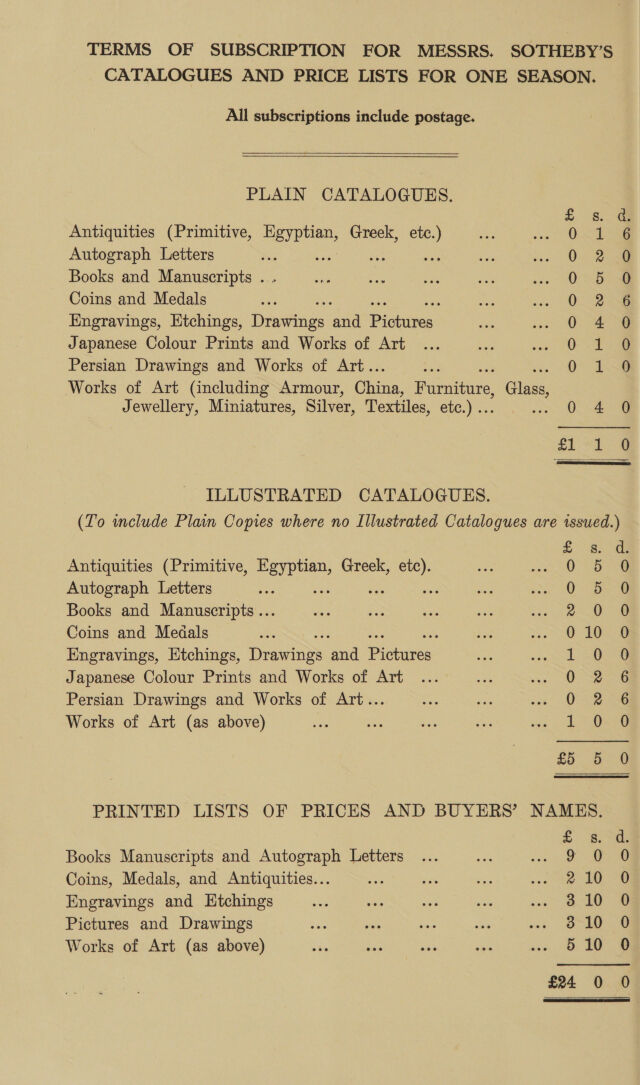 TERMS OF SUBSCRIPTION FOR MESSRS. SOTHEBY'S
CATALOGUES AND PRICE LISTS FOR ONE SEASON.
All subscriptions include postage.
PLAIN CATALOGUES.
£ s. d.
Antiquities (Primitive, Egyptian, Greek, etc.) ... ... 0 1 6
Autograph Letters ... ... ... ... ... ... 0 2 0
Books and Manuscripts .. ... ... ... ... ... 0 5 0
Coins and Medals ... ... ... ... ... ... 0 2 6
Engravings, Etchings, Drawings and Pictures ... ... 0 4 0
Japanese Colour Prints and Works of Art ... ... ... 0 1 0
Persian Drawings and Works of Art ... ... ... ... 0 1 0
Works of Art (including Armour, China, Furniture, Glass,
Jewellery, Miniatures, Silver, Textiles, etc.) ... ... 0 4 0
£1 1 0
ILLUSTRATED CATALOGUES.
(To include Plain Copies where no Illustrated Catalogues are issued.)
£ s. d.
Antiquities (Primitive, Egyptian, Greek, etc). ... ... 0 5 0
Autograph Letters ... ... ... ... ... ... 0 5 0
Books and Manuscripts ... ... ... ... ... ... 2 0 0
Coins and Medals ... ... ... ... ... ... 0 10 0
Engravings, Etchings, Drawings and Pictures ... ... 1 0 0
Japanese Colour Prints and Works of Art ... ... ... 0 2 6
Persian Drawings and Works of Art ... ... ... ... 0 2 6
Works of Art (as above) ... ... ... ... ... 1 0 0
£5 5 0
PRINTED LISTS OF PRICES AND BUYERS' NAMES.
£ s. d.
Books Manuscripts and Autograph Letters ... ... ... 9 0 0
Coins, Medals, and Antiquities... ... ... ... ... 2 10 0
Engravings and Etchings ... ... ... ... ... 3 10 0
Pictures and Drawings ... ... ... ... ... 3 10 0
Works of Art (as above) ... ... ... ... ... 5 10 0
£24 0 0